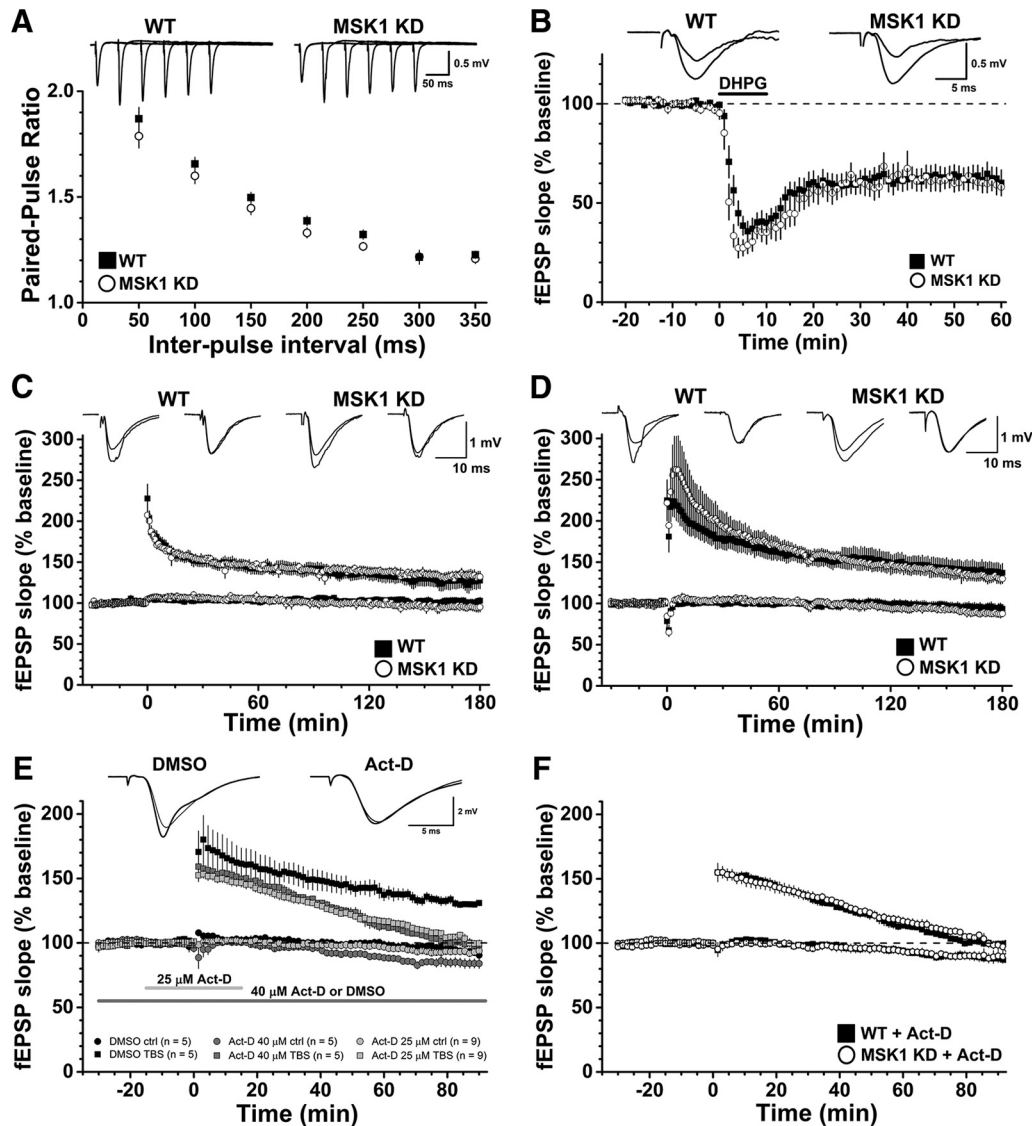 A
WT
MSK1 KD
0.5 mV
50 ms
2.0
1.8
1.6
1.4
1.2
1.0
Paired-Pulse Ratio
WT
MSK1 KD
0 50 100 150 200 250 300 350
Inter-pulse interval (ms)
B
WT
MSK1 KD
0.5 mV
5 ms
DHPG
100
50
0
fEPSP slope (% baseline)
WT
MSK1 KD
-20 -10 0 10 20 30 40 50 60
Time (min)
C
WT
MSK1 KD
1 mV
10 ms
300
250
200
150
100
50
0
fEPSP slope (% baseline)
WT
MSK1 KD
0 60 120 180
Time (min)
D
WT
MSK1 KD
1 mV
10 ms
300
250
200
150
100
50
0
fEPSP slope (% baseline)
WT
MSK1 KD
0 60 120 180
Time (min)
E
DMSO
Act-D
2 mV
5 ms
200
150
100
50
0
fEPSP slope (% baseline)
25 μM Act-D
40 μM Act-D or DMSO
DMSO ctrl (n = 5) Act-D 40 μM ctrl (n = 5) Act-D 25 μM ctrl (n = 9)
DMSO TBS (n = 5) Act-D 40 μM TBS (n = 5) Act-D 25 μM TBS (n = 9)
-20 0 20 40 60 80
Time (min)
F
200
150
100
50
0
fEPSP slope (% baseline)
WT + Act-D
MSK1 KD + Act-D
-20 0 20 40 60 80
Time (min)